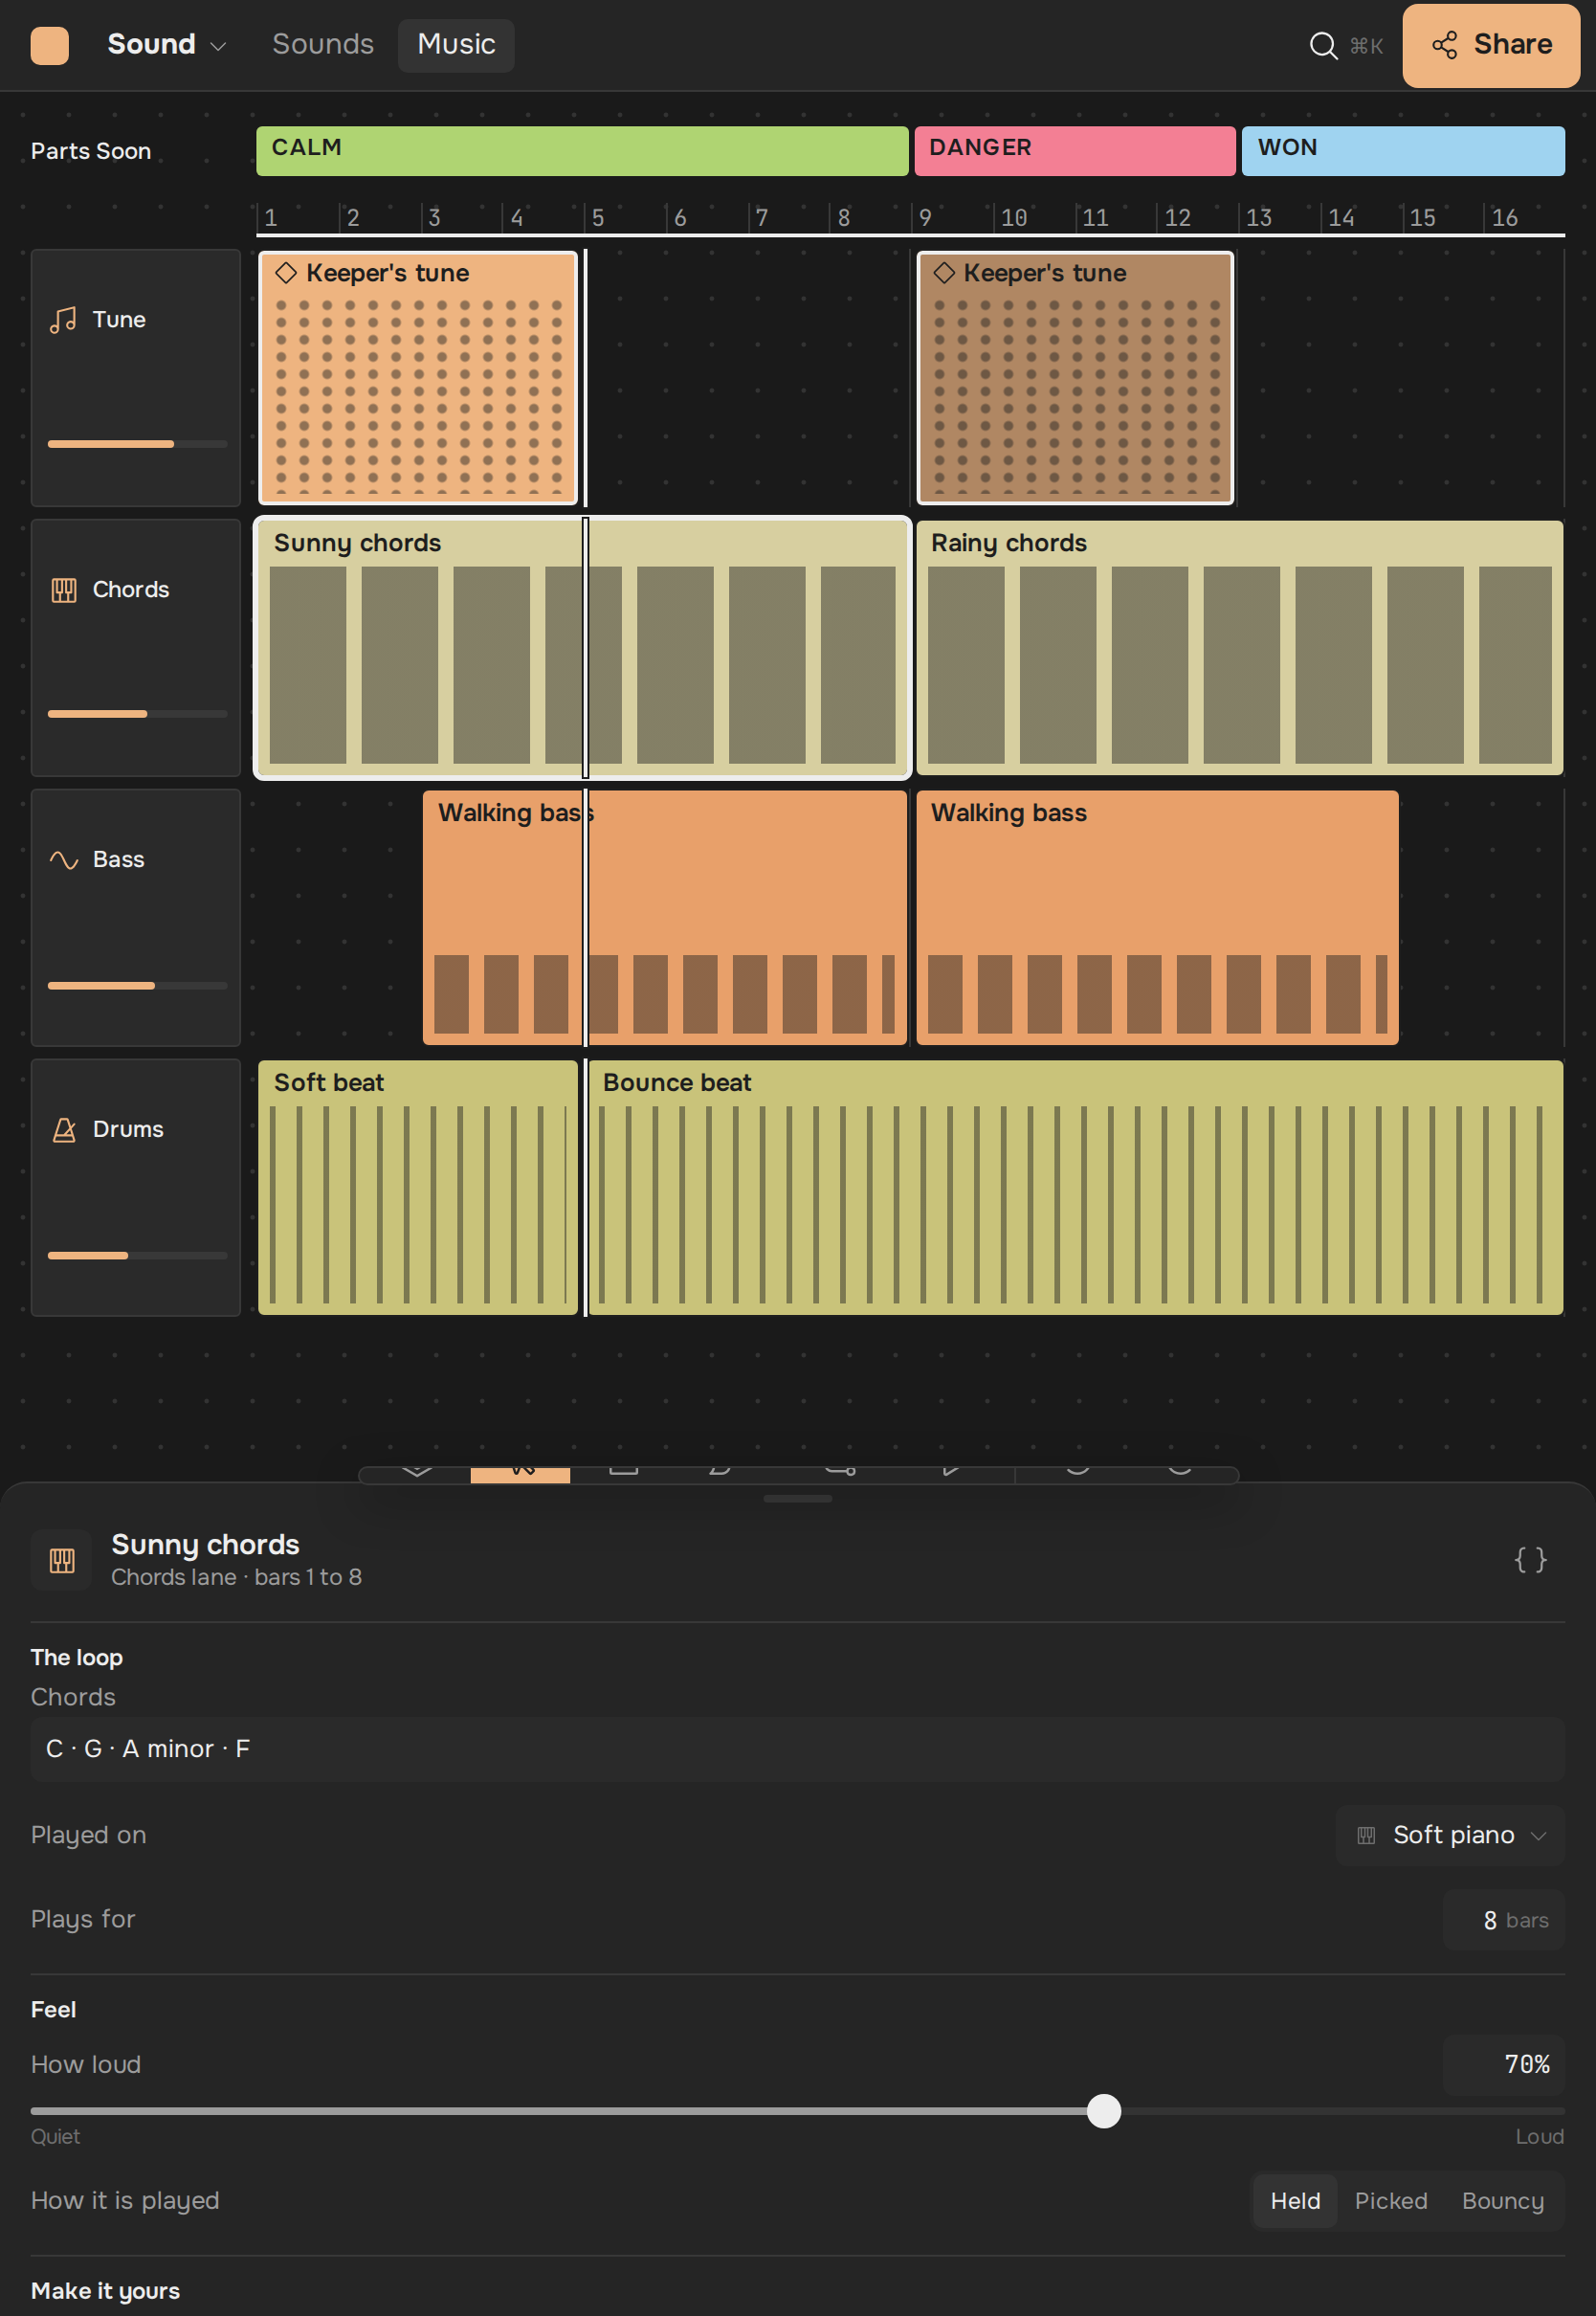 Sound Sounds Music ⌘K Share
Parts Soon CALM DANGER WON
1 2 3 4 5 6 7 8 9 10 11 12 13 14 15 16
Tune Keeper's tune Keeper's tune
Chords Sunny chords Rainy chords
Bass Walking bass Walking bass
Drums Soft beat Bounce beat
Sunny chords
Chords lane · bars 1 to 8
{ }
The loop
Chords
C · G · A minor · F
Played on Soft piano
Plays for 8 bars
Feel
How loud 70%
Quiet Loud
How it is played Held Picked Bouncy
Make it yours